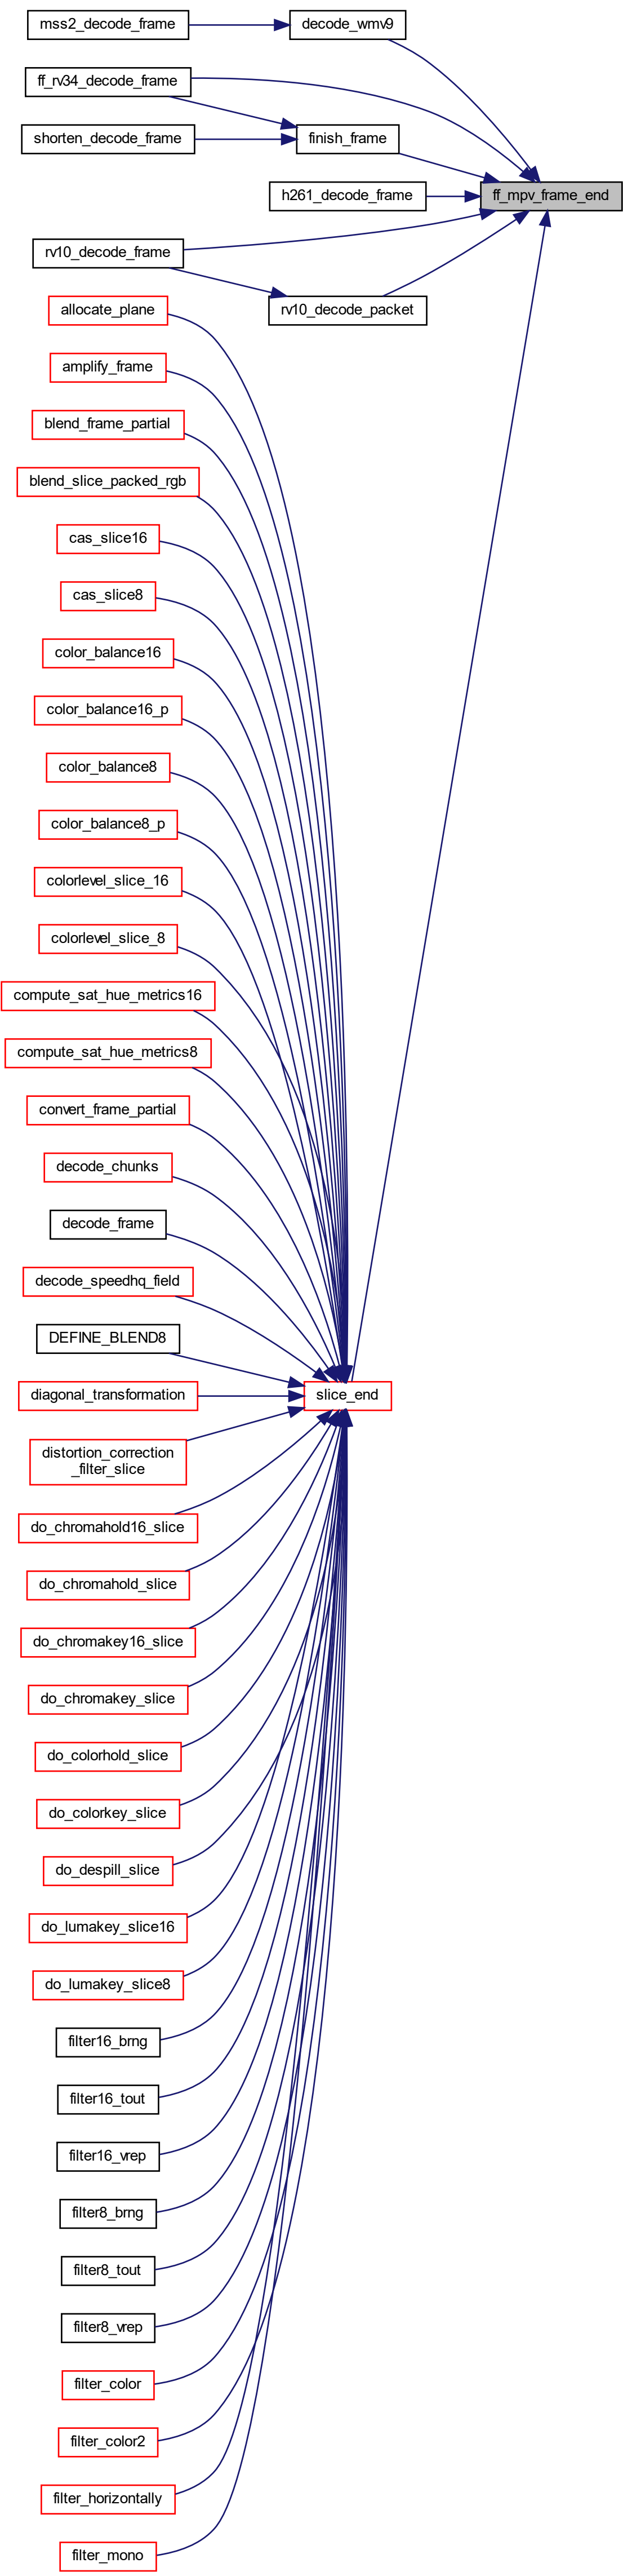 mss2_decode_frame
decode_wmv9
ff_rv34_decode_frame
shorten_decode_frame
finish_frame
h261_decode_frame
ff_mpv_frame_end
rv10_decode_frame
rv10_decode_packet
allocate_plane
amplify_frame
blend_frame_partial
blend_slice_packed_rgb
cas_slice16
cas_slice8
color_balance16
color_balance16_p
color_balance8
color_balance8_p
colorlevel_slice_16
colorlevel_slice_8
compute_sat_hue_metrics16
compute_sat_hue_metrics8
convert_frame_partial
decode_chunks
decode_frame
decode_speedhq_field
DEFINE_BLEND8
diagonal_transformation
slice_end
distortion_correction
_filter_slice
do_chromahold16_slice
do_chromahold_slice
do_chromakey16_slice
do_chromakey_slice
do_colorhold_slice
do_colorkey_slice
do_despill_slice
do_lumakey_slice16
do_lumakey_slice8
filter16_brng
filter16_tout
filter16_vrep
filter8_brng
filter8_tout
filter8_vrep
filter_color
filter_color2
filter_horizontally
filter_mono